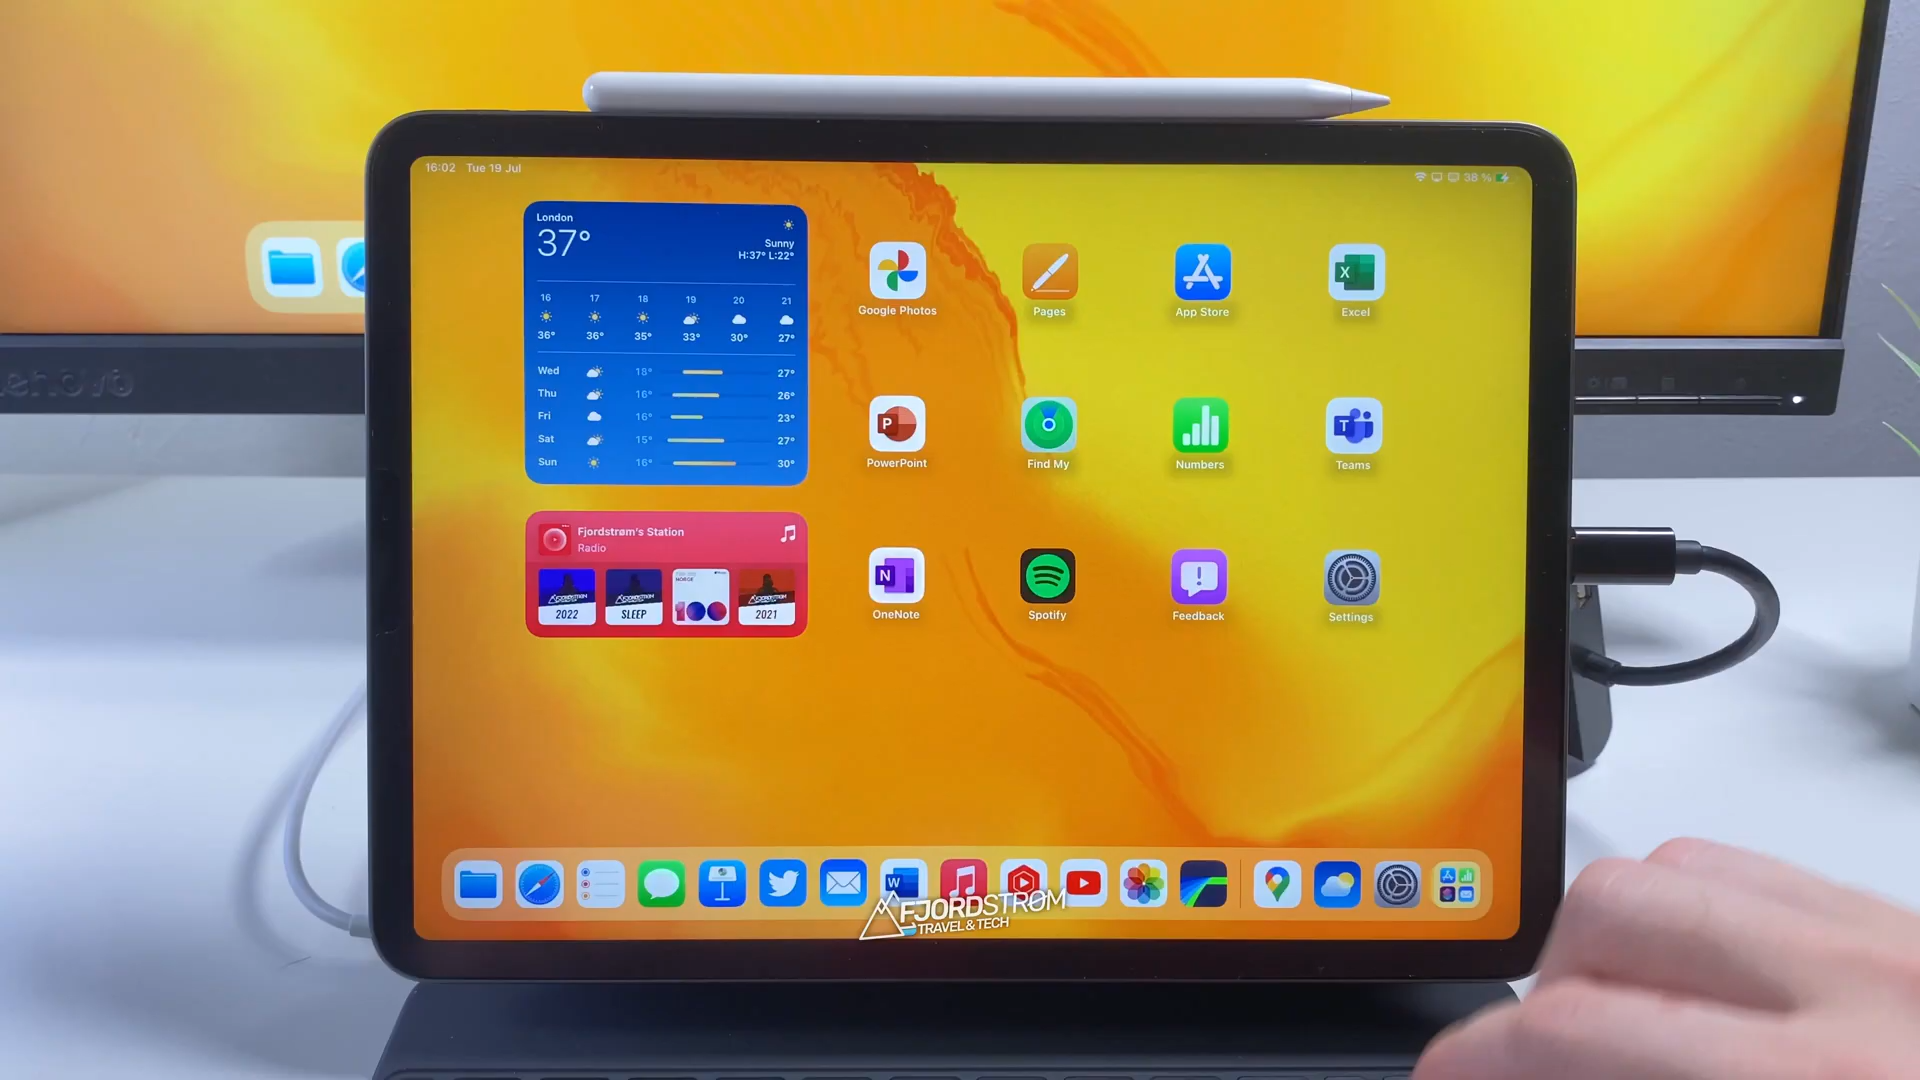 16:02 Tue 19 Jul
38 %
London
37°
Sunny
H:37° L:22°
16 17 18 19 20 21
36° 36° 35° 33° 30° 27°
Wed 18° 27°
Thu 16° 26°
Fri 16° 23°
Sat 15° 27°
Sun 16° 30°
Fjordstrøm's Station
Radio
2022
SLEEP
NORGE
100
2021
Google Photos
Pages
App Store
Excel
X
P
T
PowerPoint
Find My
Numbers
Teams
N
OneNote
Spotify
Feedback
Settings
W
FJORDSTRØM
TRAVEL & TECH
Lenovo